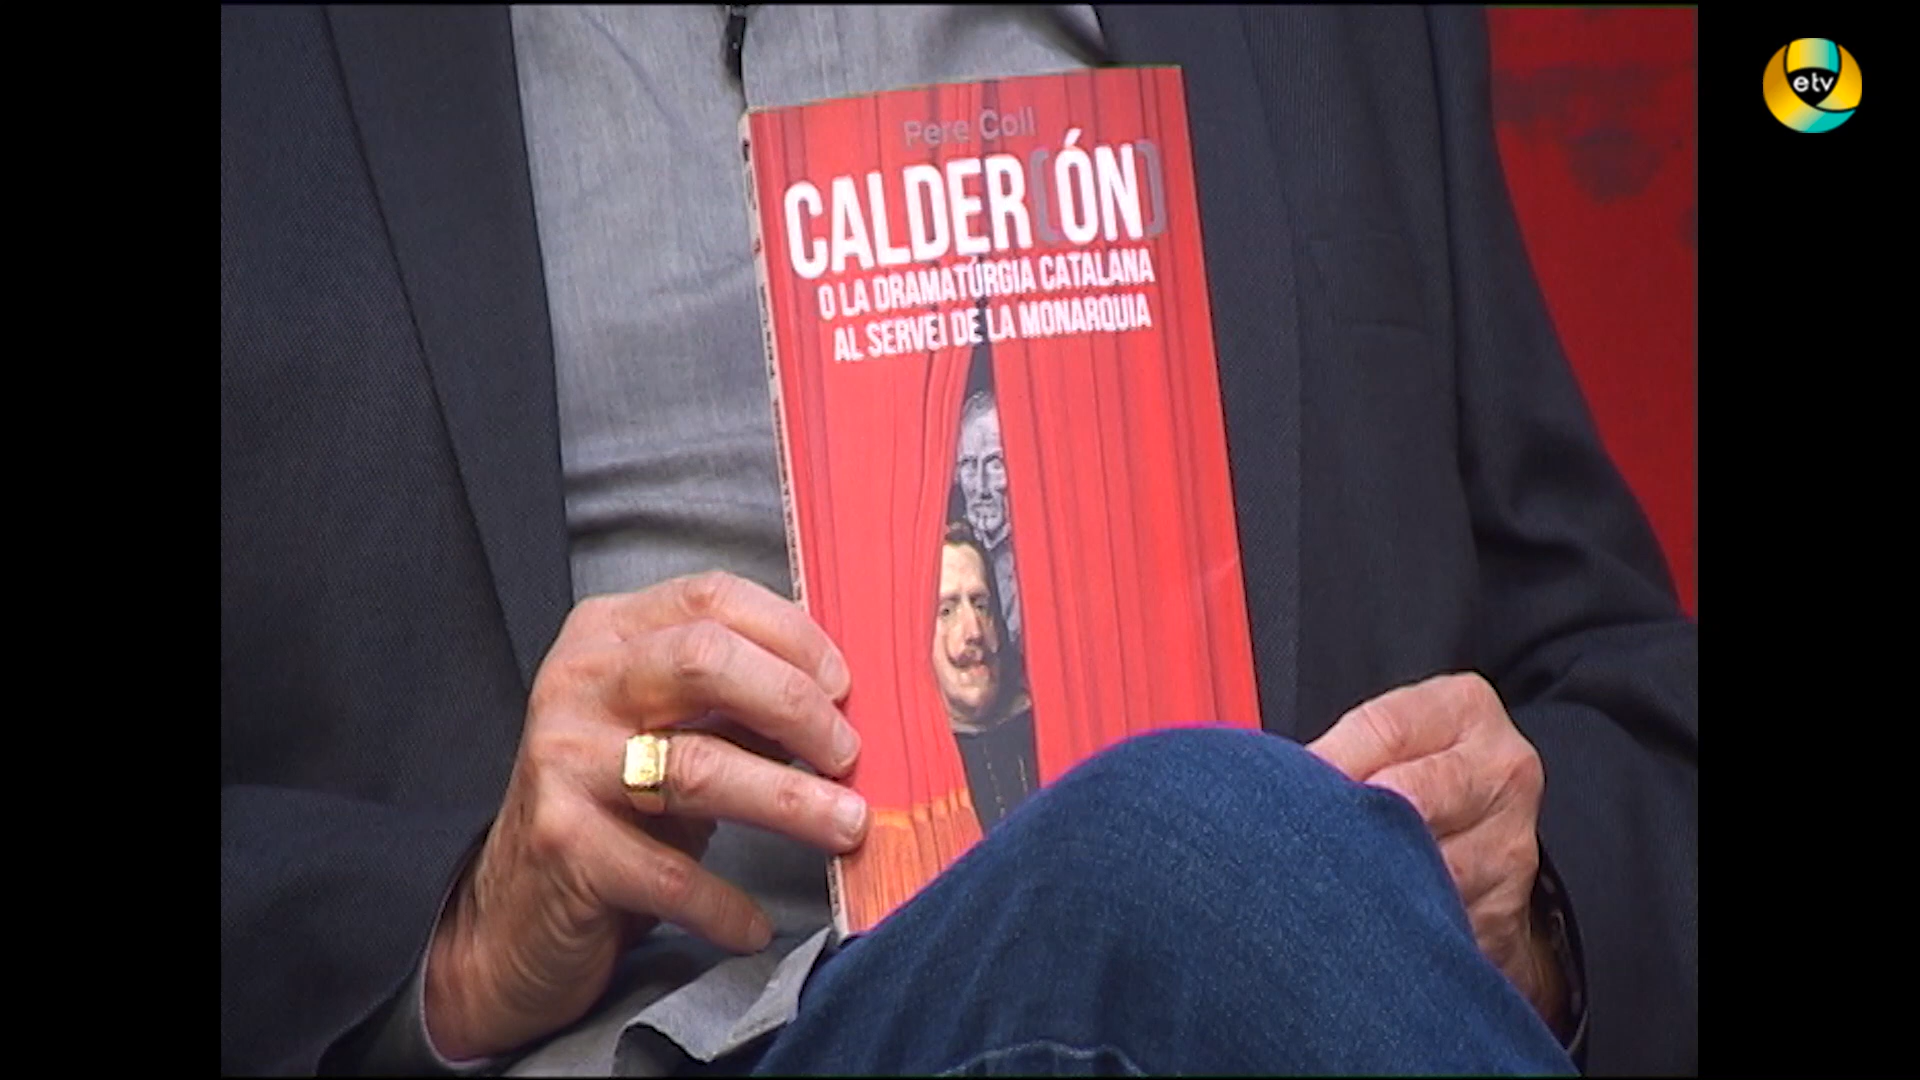 etv
Pere Coll
CALDER(ÓN)
O LA DRAMATÚRGIA CATALANA
AL SERVEI DE LA MONARQUIA